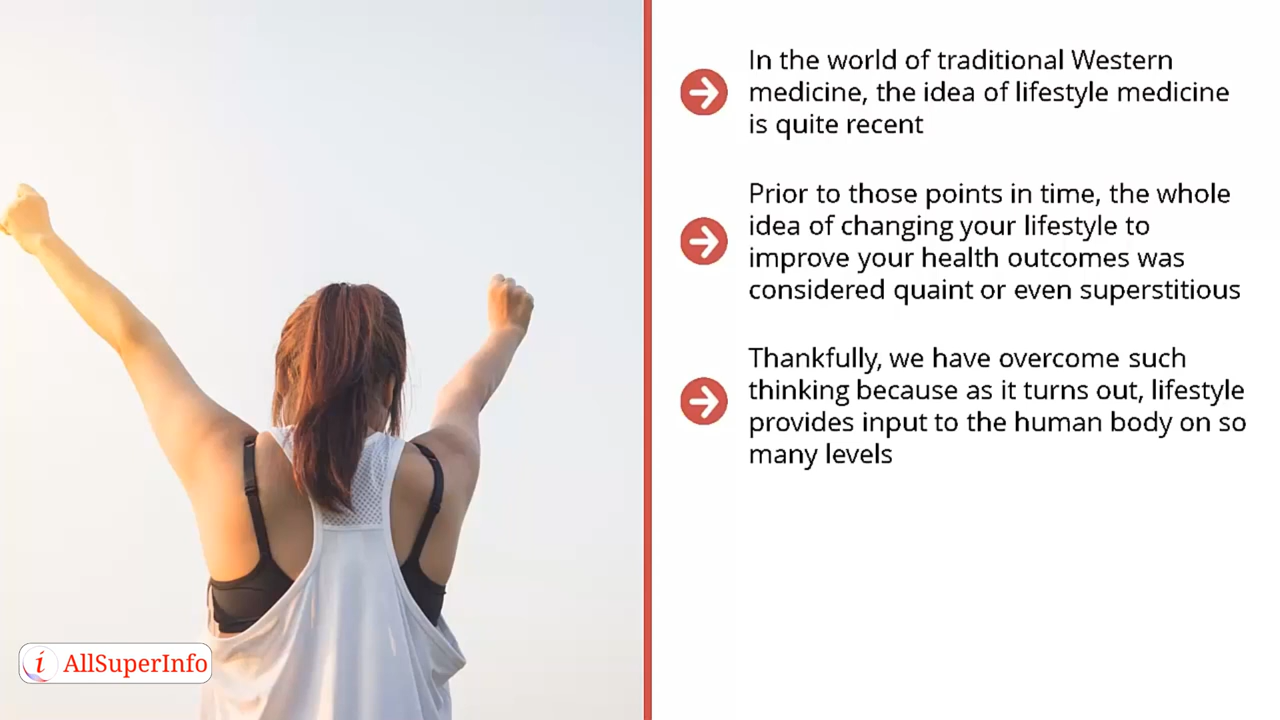 In the world of traditional Western
medicine, the idea of lifestyle medicine
is quite recent
Prior to those points in time, the whole
idea of changing your lifestyle to
improve your health outcomes was
considered quaint or even superstitious
Thankfully, we have overcome such
thinking because as it turns out, lifestyle
provides input to the human body on so
many levels
i AllSuperInfo